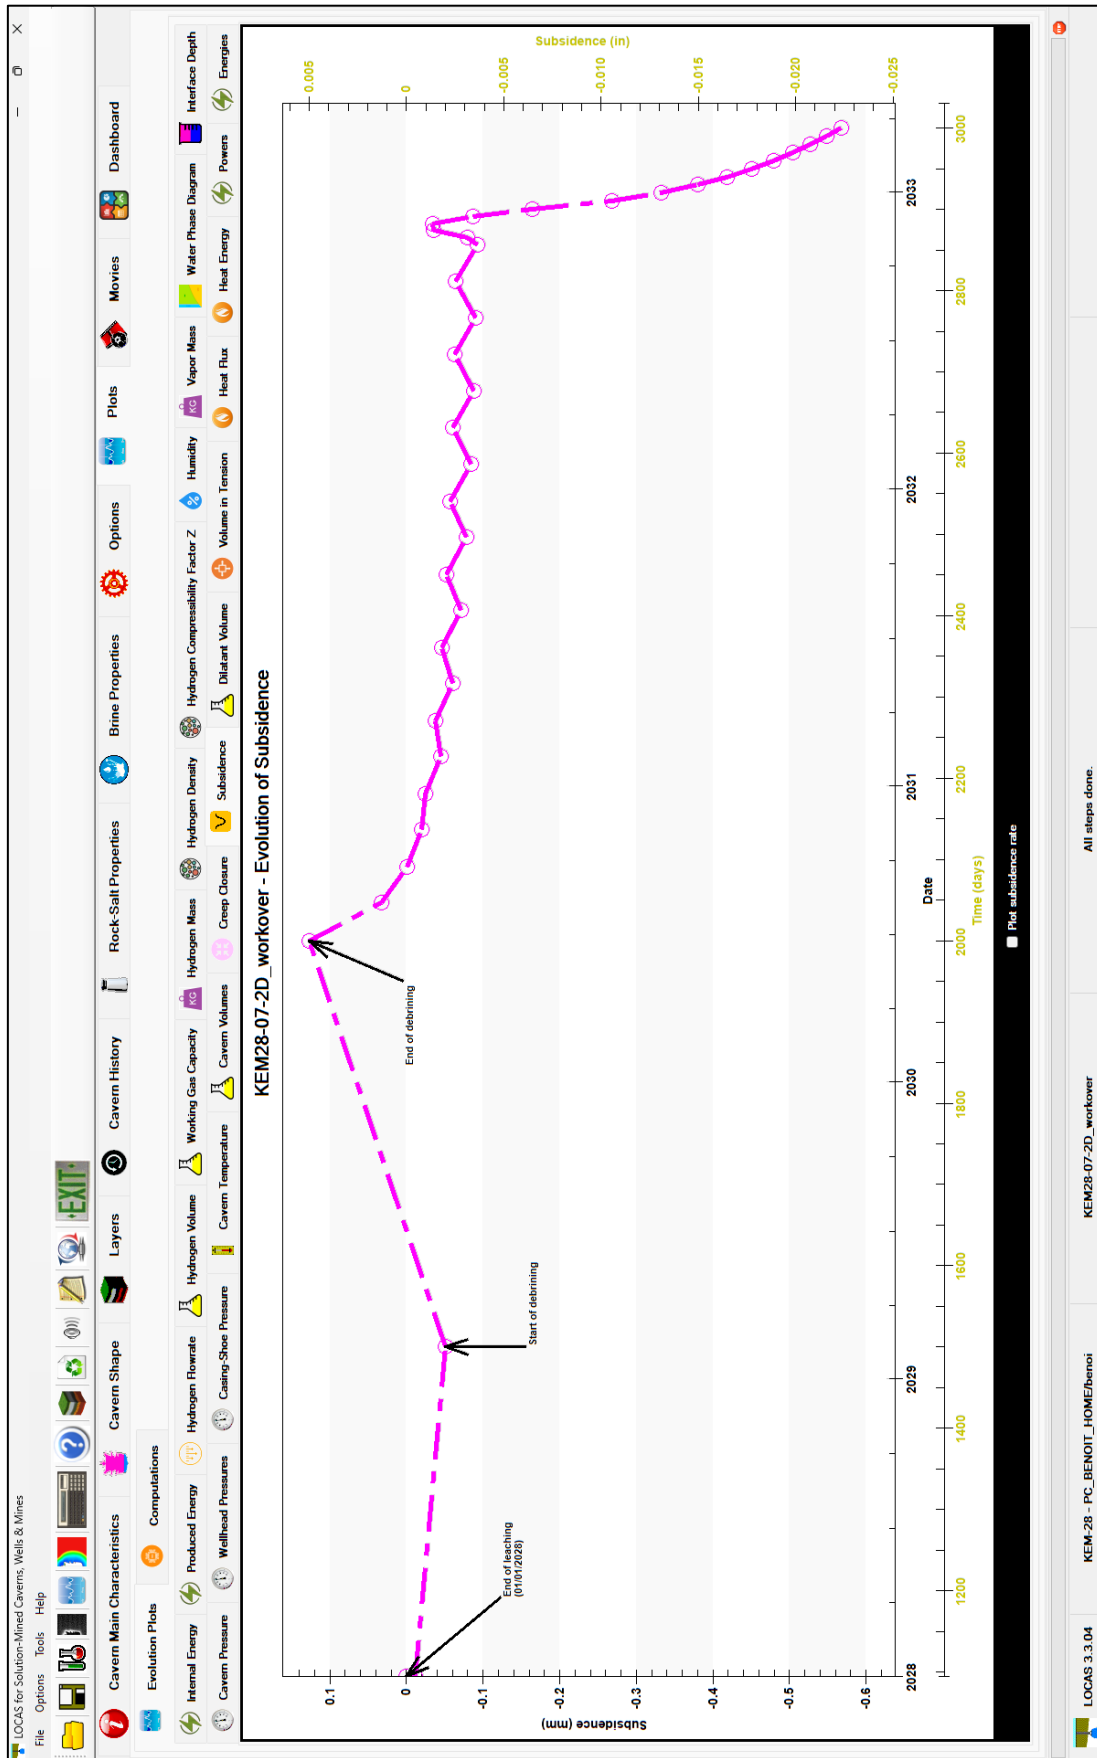 LOCAS for Solution-Mined Caverns, Wells & Mines
File Options Tools Help
EXIT
Cavern Main Characteristics Cavern Shape Layers Cavern History Rock-Salt Properties Brine Properties Options Plots Movies Dashboard
Evolution Plots Computations
Internal Energy Produced Energy Hydrogen Flowrate Hydrogen Volume Working Gas Capacity Hydrogen Mass Hydrogen Density Hydrogen Compressibility Factor Z Humidity Vapor Mass Water Phase Diagram Interface Depth
Cavern Pressure Wellhead Pressures Casing-Shoe Pressure Cavern Temperature Cavern Volumes Creep Closure Subsidence Dilatant Volume Volume in Tension Heat Flux Heat Energy Powers Energies
KEM28-07-2D_workover - Evolution of Subsidence
Subsidence (mm)
0.1
0
-0.1
-0.2
-0.3
-0.4
-0.5
-0.6
Subsidence (in)
0.005
0
-0.005
-0.010
-0.015
-0.020
-0.025
End of leaching
(01/01/2028)
Start of debrining
End of debrining
2028 2029 2030 2031 2032 2033
Date
1200 1400 1600 1800 2000 2200 2400 2600 2800 3000
Time (days)
Plot subsidence rate
LOCAS 3.3.04 KEM-28 - PC_BENOIT_HOME/benoi KEM28-07-2D_workover All steps done.